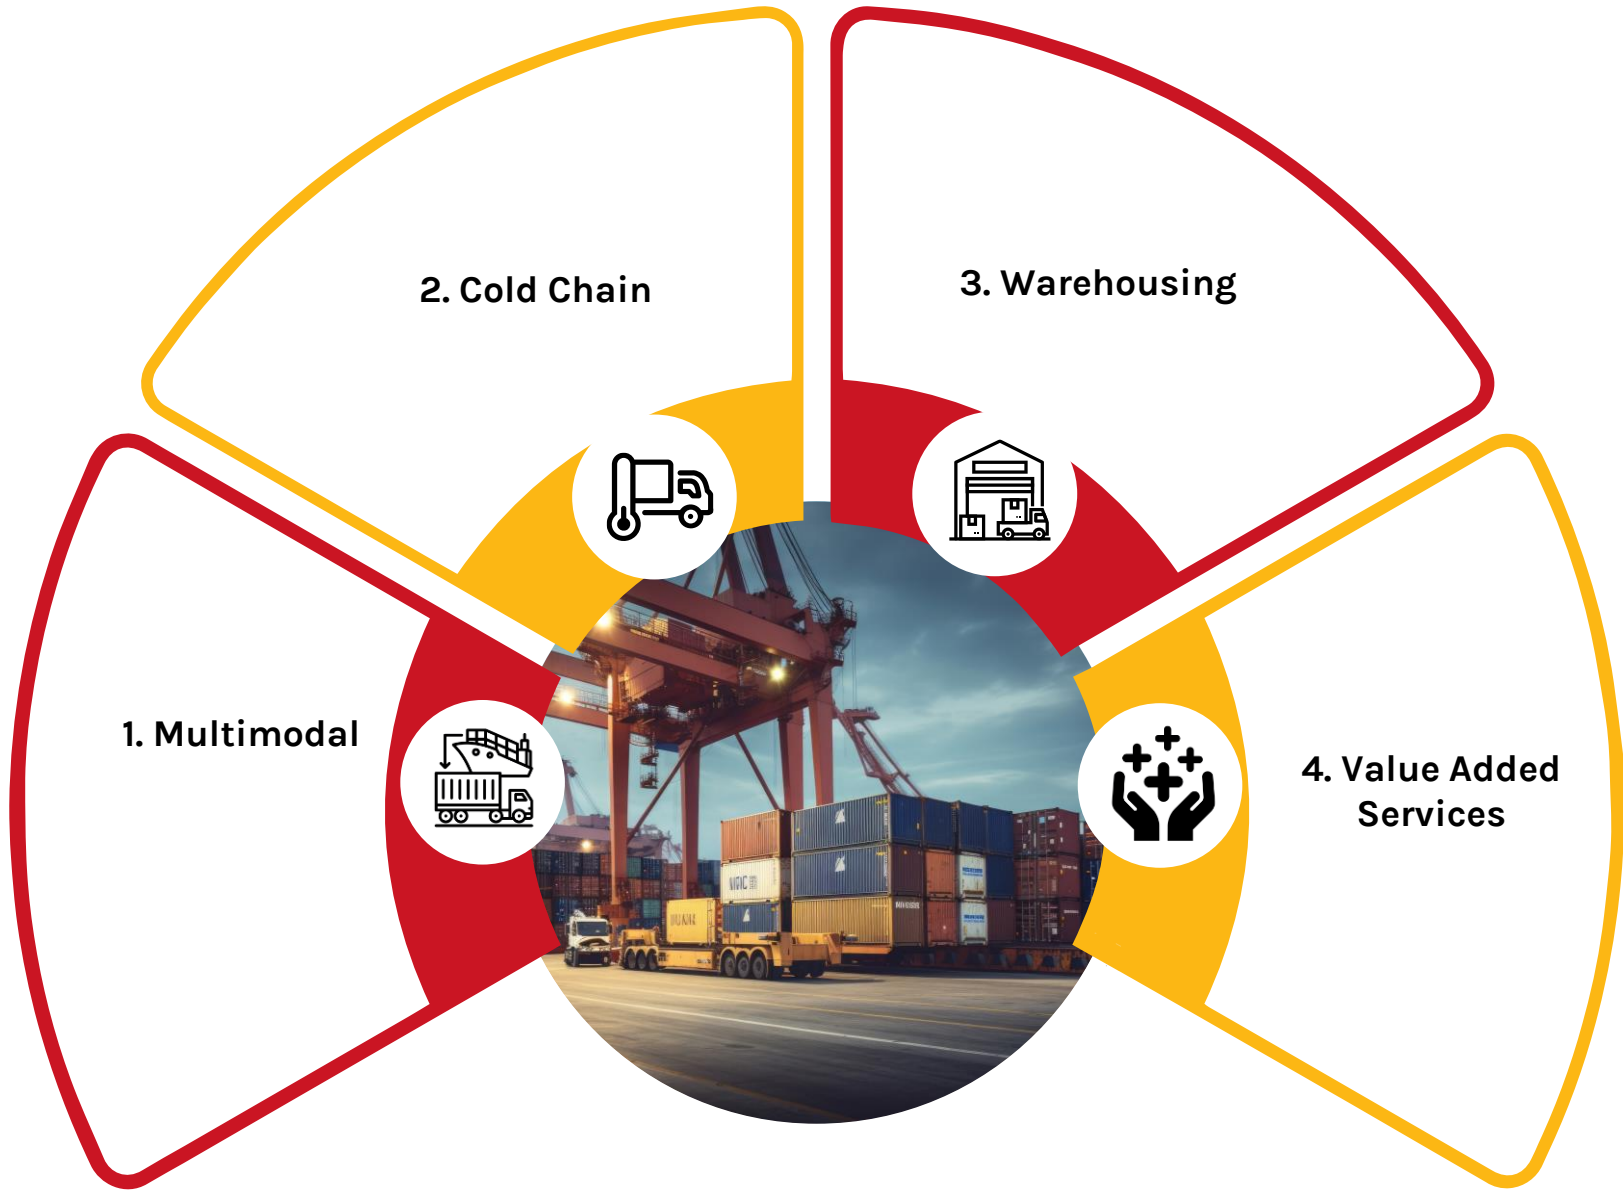 2. Cold Chain
3. Warehousing
1. Multimodal
4. Value Added
Services